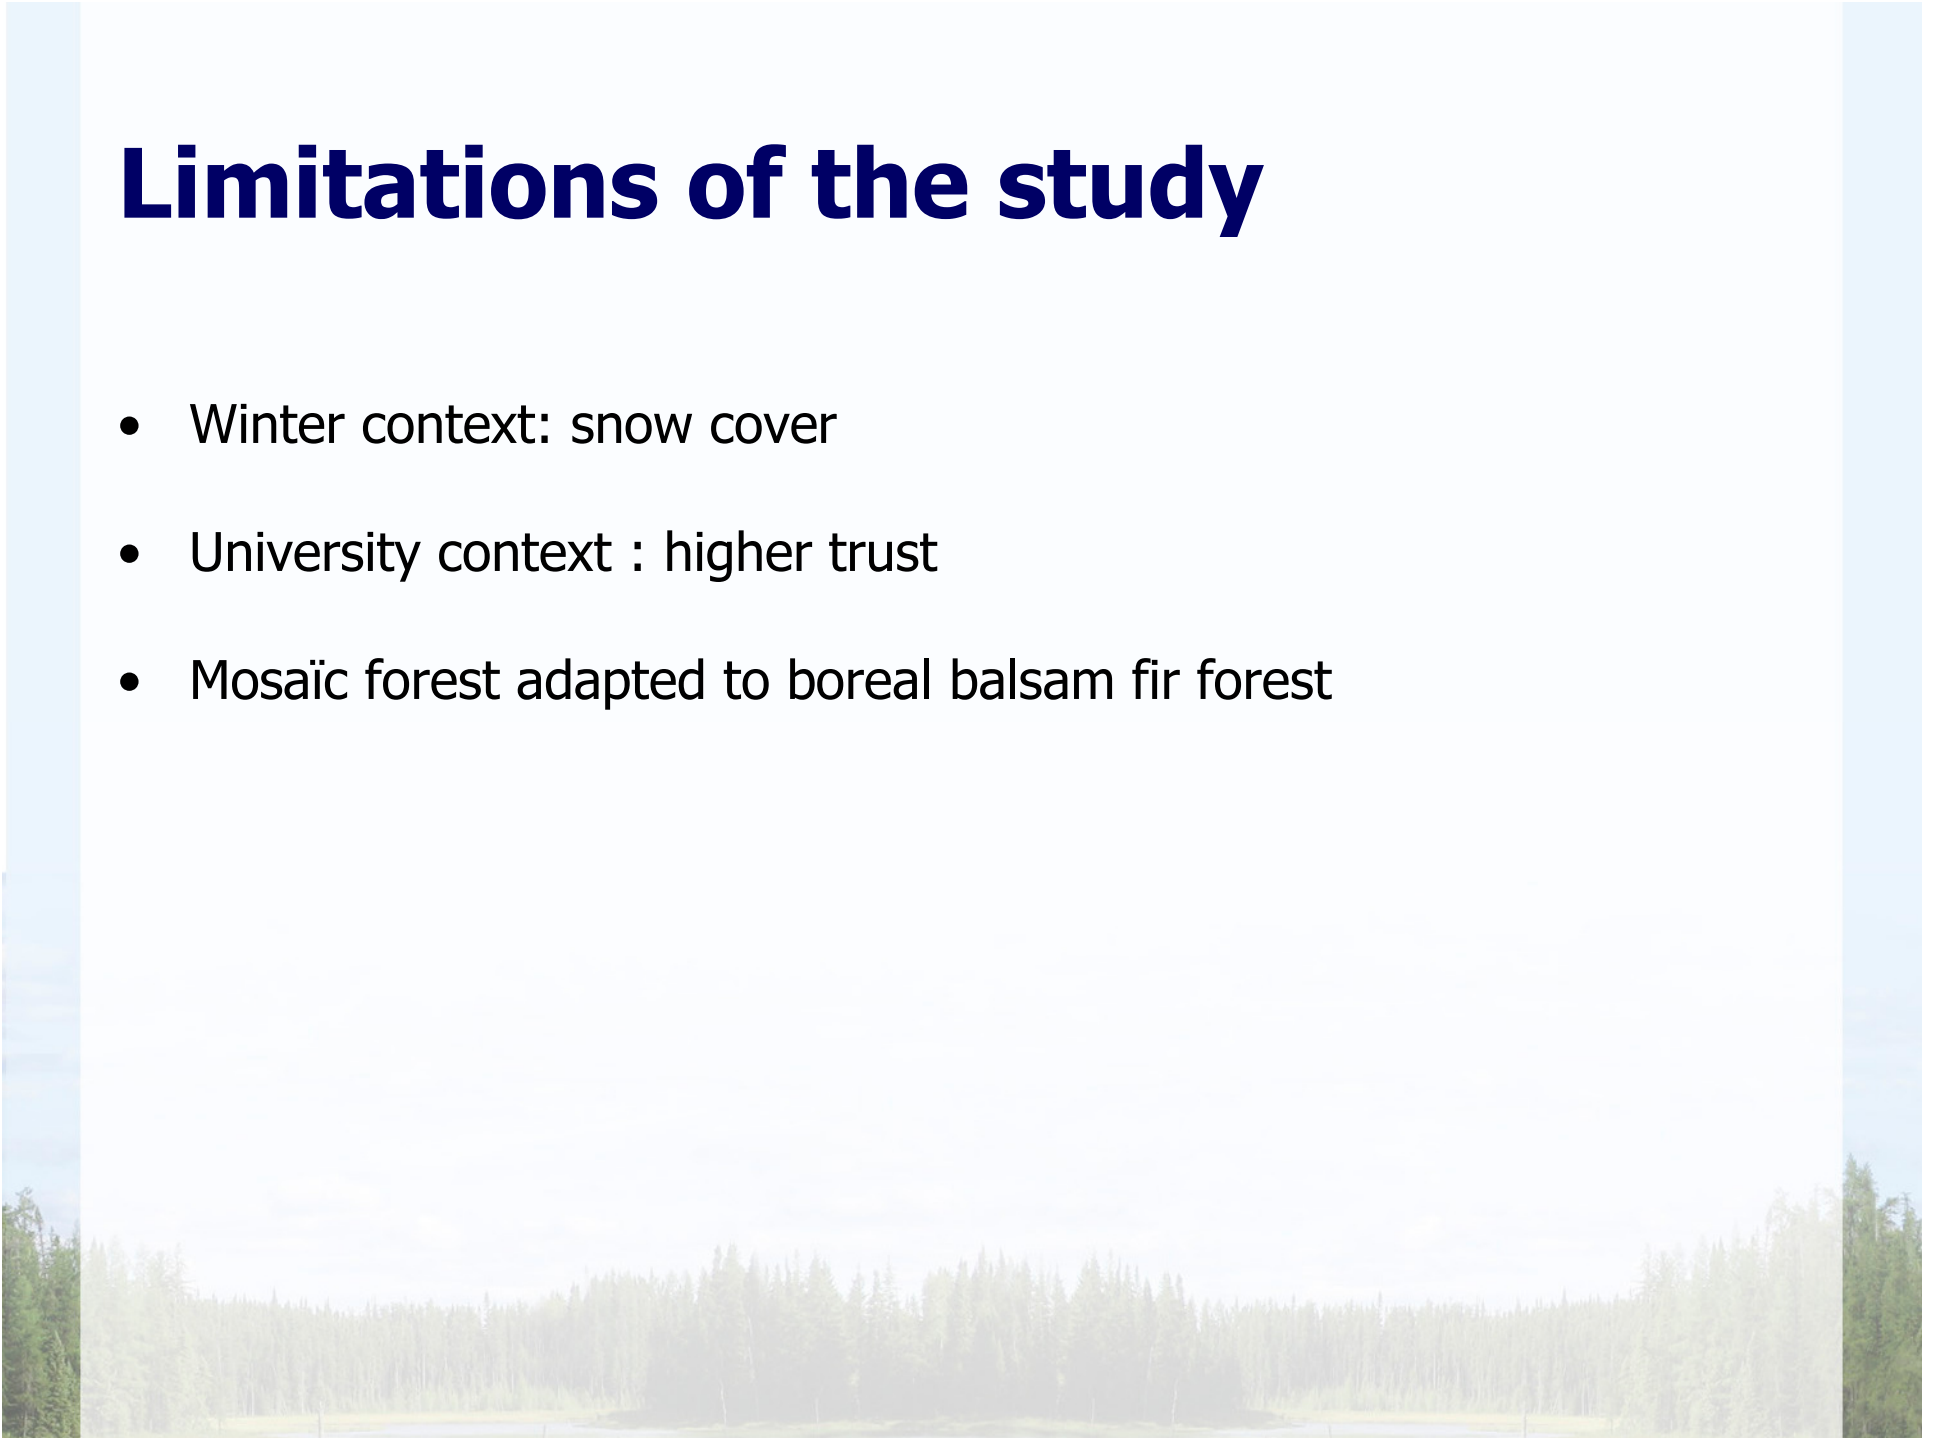 Limitations of the study
• Winter context: snow cover
• University context : higher trust
• Mosaïc forest adapted to boreal balsam fir forest